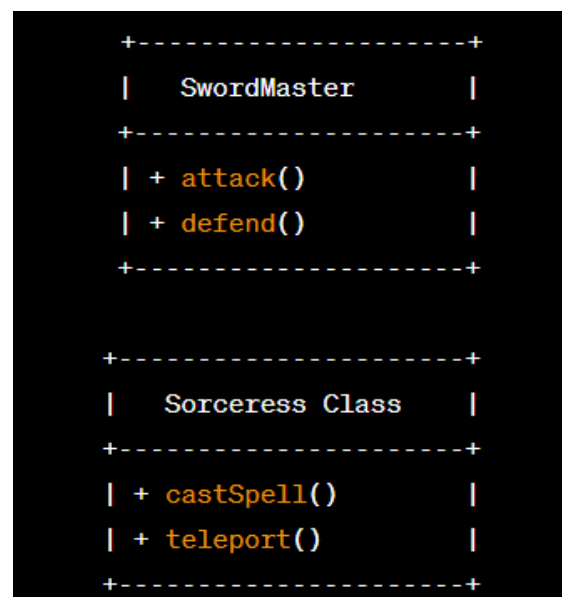 +----------------------+
|   SwordMaster        |
+----------------------+
| + attack()           |
| + defend()           |
+----------------------+
+-----------------------+
|   Sorceress Class    |
+-----------------------+
| + castSpell()         |
| + teleport()          |
+-----------------------+